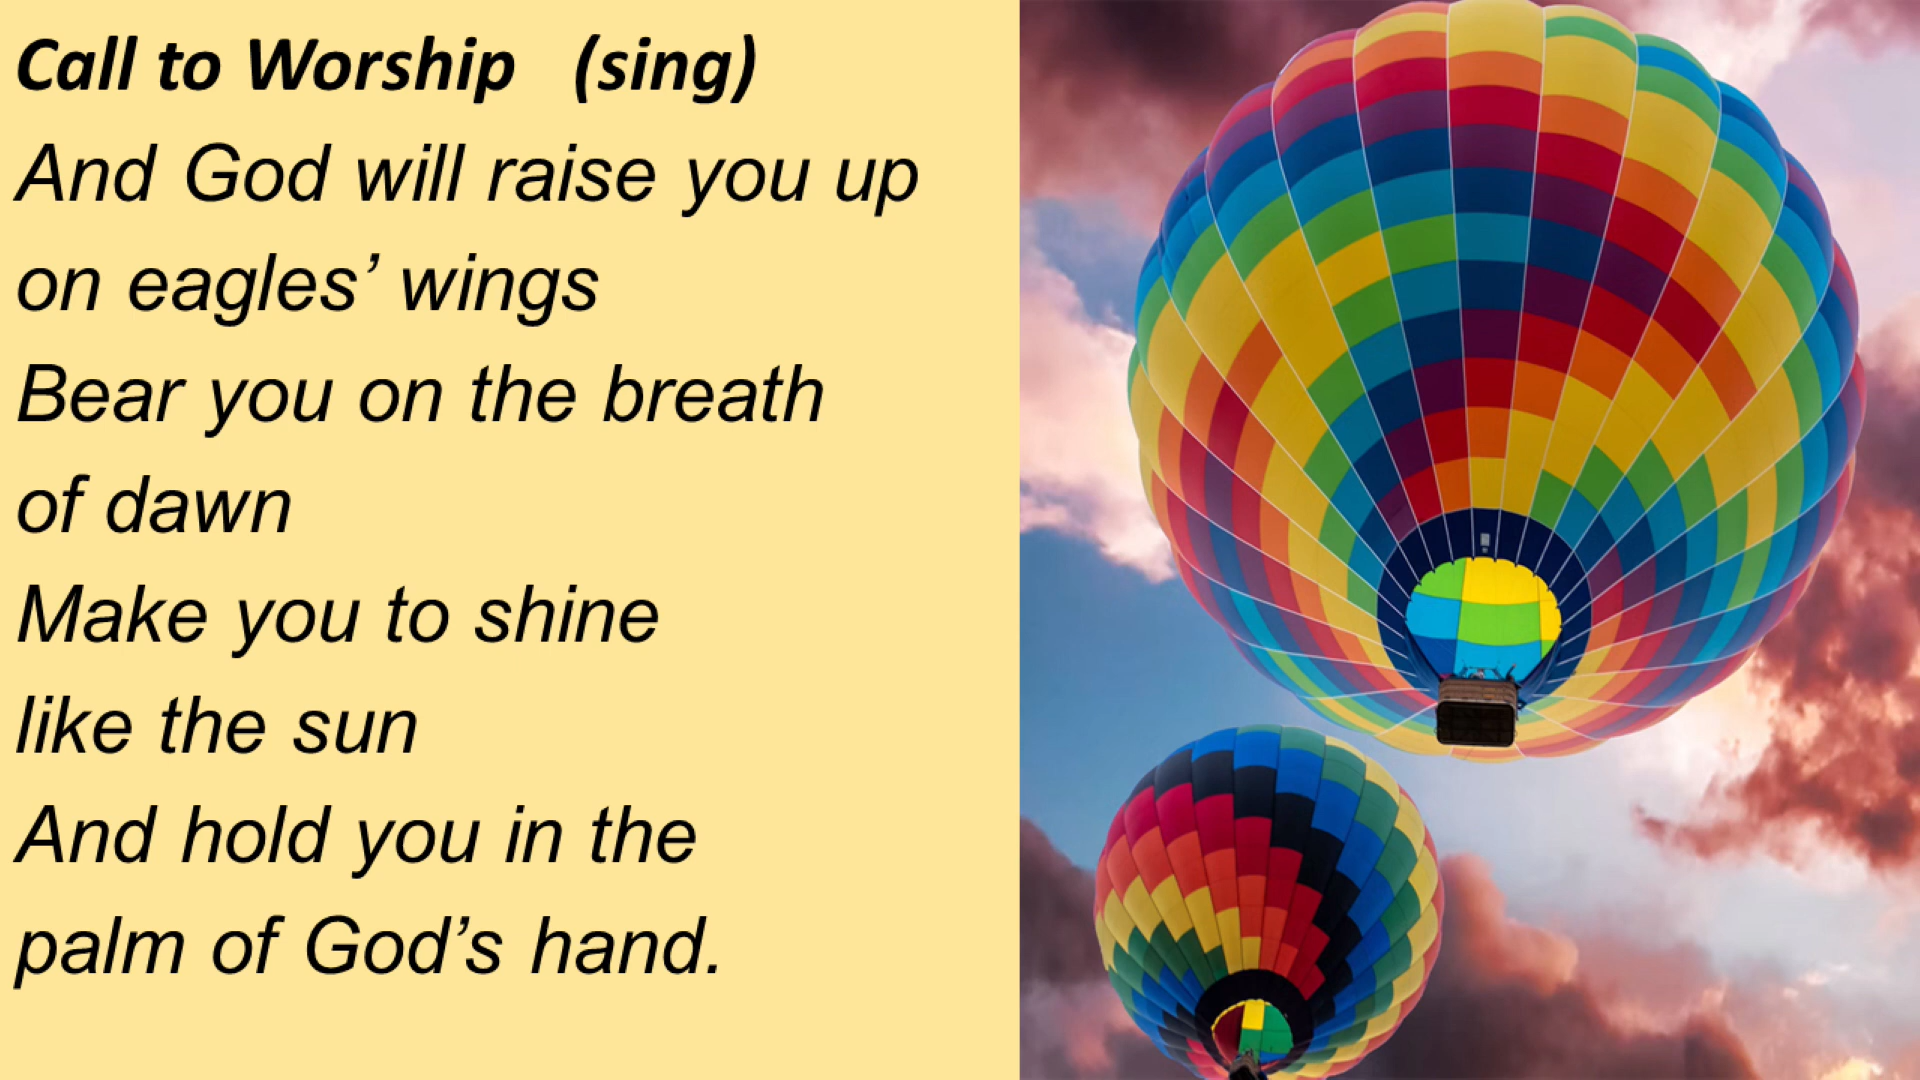 Call to Worship (sing)
And God will raise you up
on eagles’ wings
Bear you on the breath
of dawn
Make you to shine
like the sun
And hold you in the
palm of God’s hand.